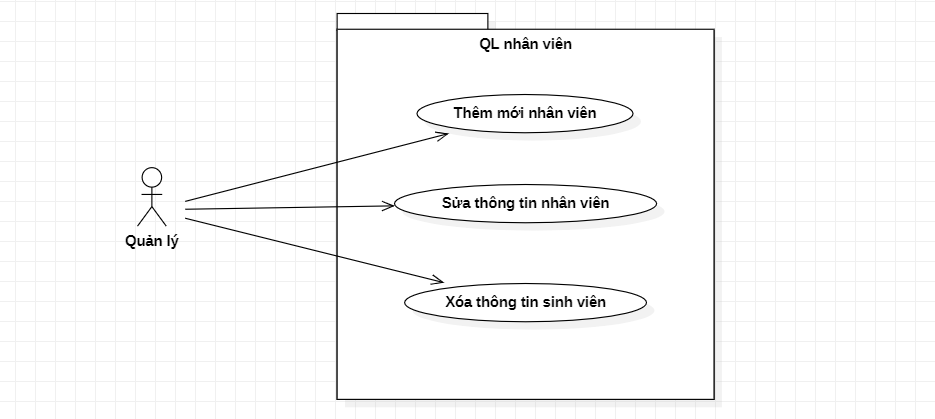 QL nhân viên
Thêm mới nhân viên
Sửa thông tin nhân viên
Quản lý
Xóa thông tin sinh viên